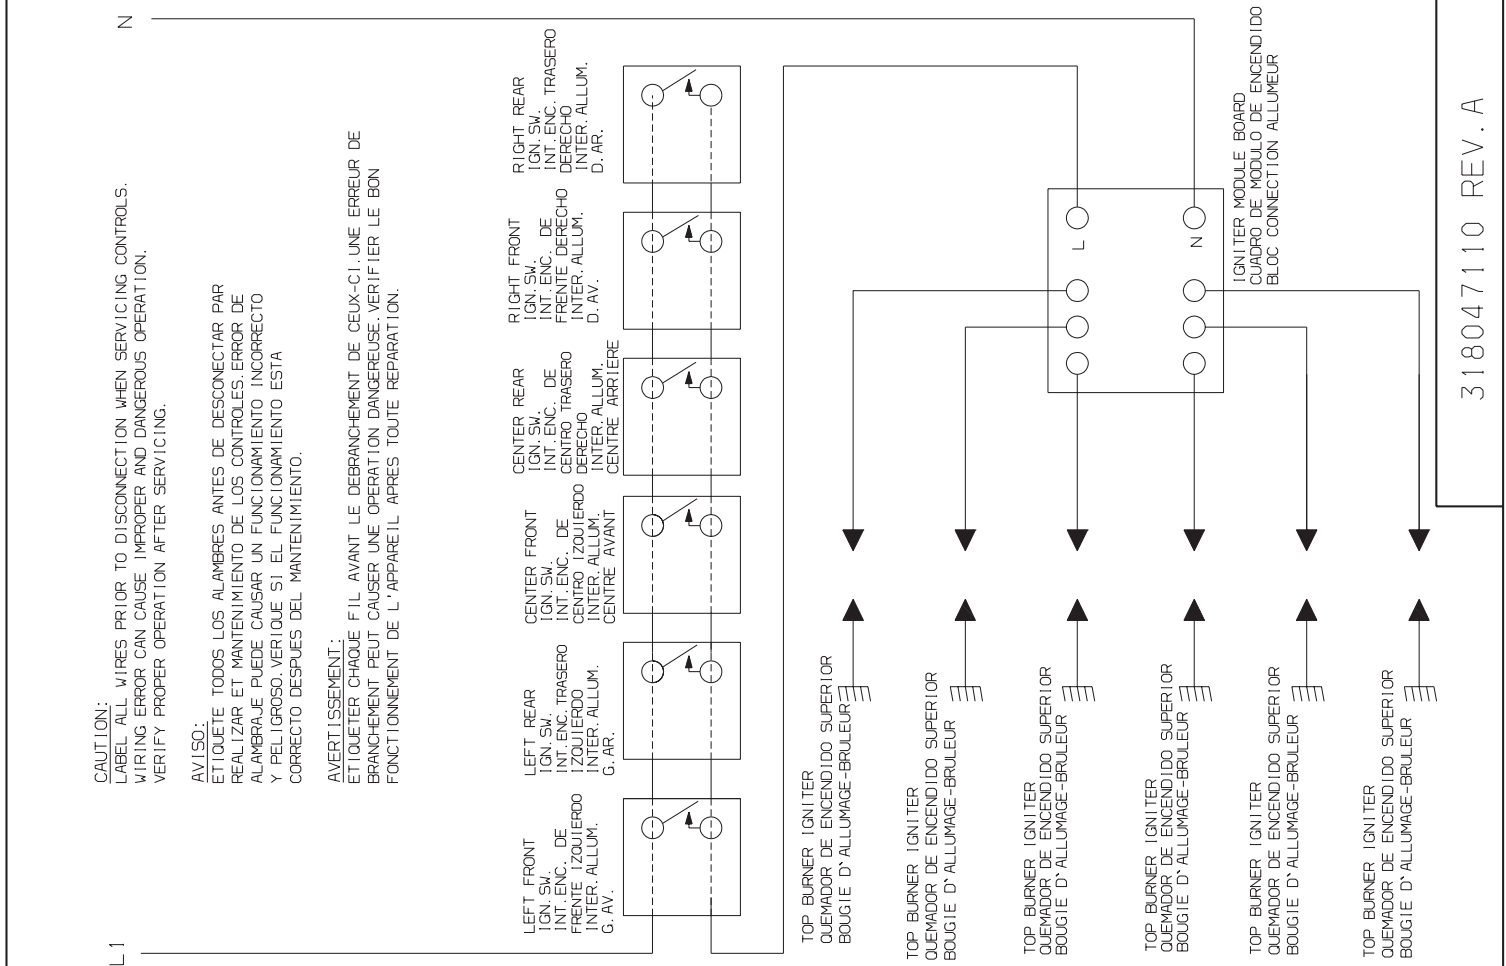 CAUTION:
LABEL ALL WIRES PRIOR TO DISCONNECTION WHEN SERVICING CONTROLS.
WIRING ERROR CAN CAUSE IMPROPER AND DANGEROUS OPERATION.
VERIFY PROPER OPERATION AFTER SERVICING.
AVISO:
ETIQUETE TODOS LOS ALAMBRES ANTES DE DESCONECTAR PAR
REALIZAR ET MANTENIMIENTO DE LOS CONTROLES.ERROR DE
ALAMBRAJE PUEDE CAUSAR UN FUNCIONAMIENTO INCORRECTO
Y PELIGROSO.VERIQUE SI EL FUNCIONAMIENTO ESTA
CORRECTO DESPUES DEL MANTENIMIENTO.
AVERTISSEMENT:
ETIQUETER CHAQUE FIL AVANT LE DEBRANCHEMENT DE CEUX-CI.UNE ERREUR DE
BRANCHEMENT PEUT CAUSER UNE OPERATION DANGEREUSE.VERIFIER LE BON
FONCTIONNEMENT DE L'APPAREIL APRES TOUTE REPARATION.
L1
N
LEFT FRONT
IGN.SW.
INT.ENC. DE
FRENTE IZQUIERDO
INTER.ALLUM.
G.AV.
LEFT REAR
IGN.SW.
INT.ENC.TRASERO
IZQUIERDO
INTER.ALLUM.
G.AR.
CENTER FRONT
IGN.SW.
INT.ENC. DE
CENTRO IZQUIERDO
INTER.ALLUM.
CENTRE AVANT
CENTER REAR
IGN.SW.
INT.ENC. DE
CENTRO TRASERO
DERECHO
INTER.ALLUM.
CENTRE ARRIERE
RIGHT FRONT
IGN.SW.
INT.ENC. DE
FRENTE DERECHO
INTER.ALLUM.
D.AV.
RIGHT REAR
IGN.SW.
INT.ENC.TRASERO
DERECHO
INTER.ALLUM.
D.AR.
L
N
IGNITER MODULE BOARD
CUADRO DE MODULO DE ENCENDIDO
BLOC CONNECTION ALLUMEUR
TOP BURNER IGNITER
QUEMADOR DE ENCENDIDO SUPERIOR
BOUGIE D`ALLUMAGE-BRULEUR
TOP BURNER IGNITER
QUEMADOR DE ENCENDIDO SUPERIOR
BOUGIE D`ALLUMAGE-BRULEUR
TOP BURNER IGNITER
QUEMADOR DE ENCENDIDO SUPERIOR
BOUGIE D`ALLUMAGE-BRULEUR
TOP BURNER IGNITER
QUEMADOR DE ENCENDIDO SUPERIOR
BOUGIE D`ALLUMAGE-BRULEUR
TOP BURNER IGNITER
QUEMADOR DE ENCENDIDO SUPERIOR
BOUGIE D`ALLUMAGE-BRULEUR
TOP BURNER IGNITER
QUEMADOR DE ENCENDIDO SUPERIOR
BOUGIE D`ALLUMAGE-BRULEUR
318047110 REV.A